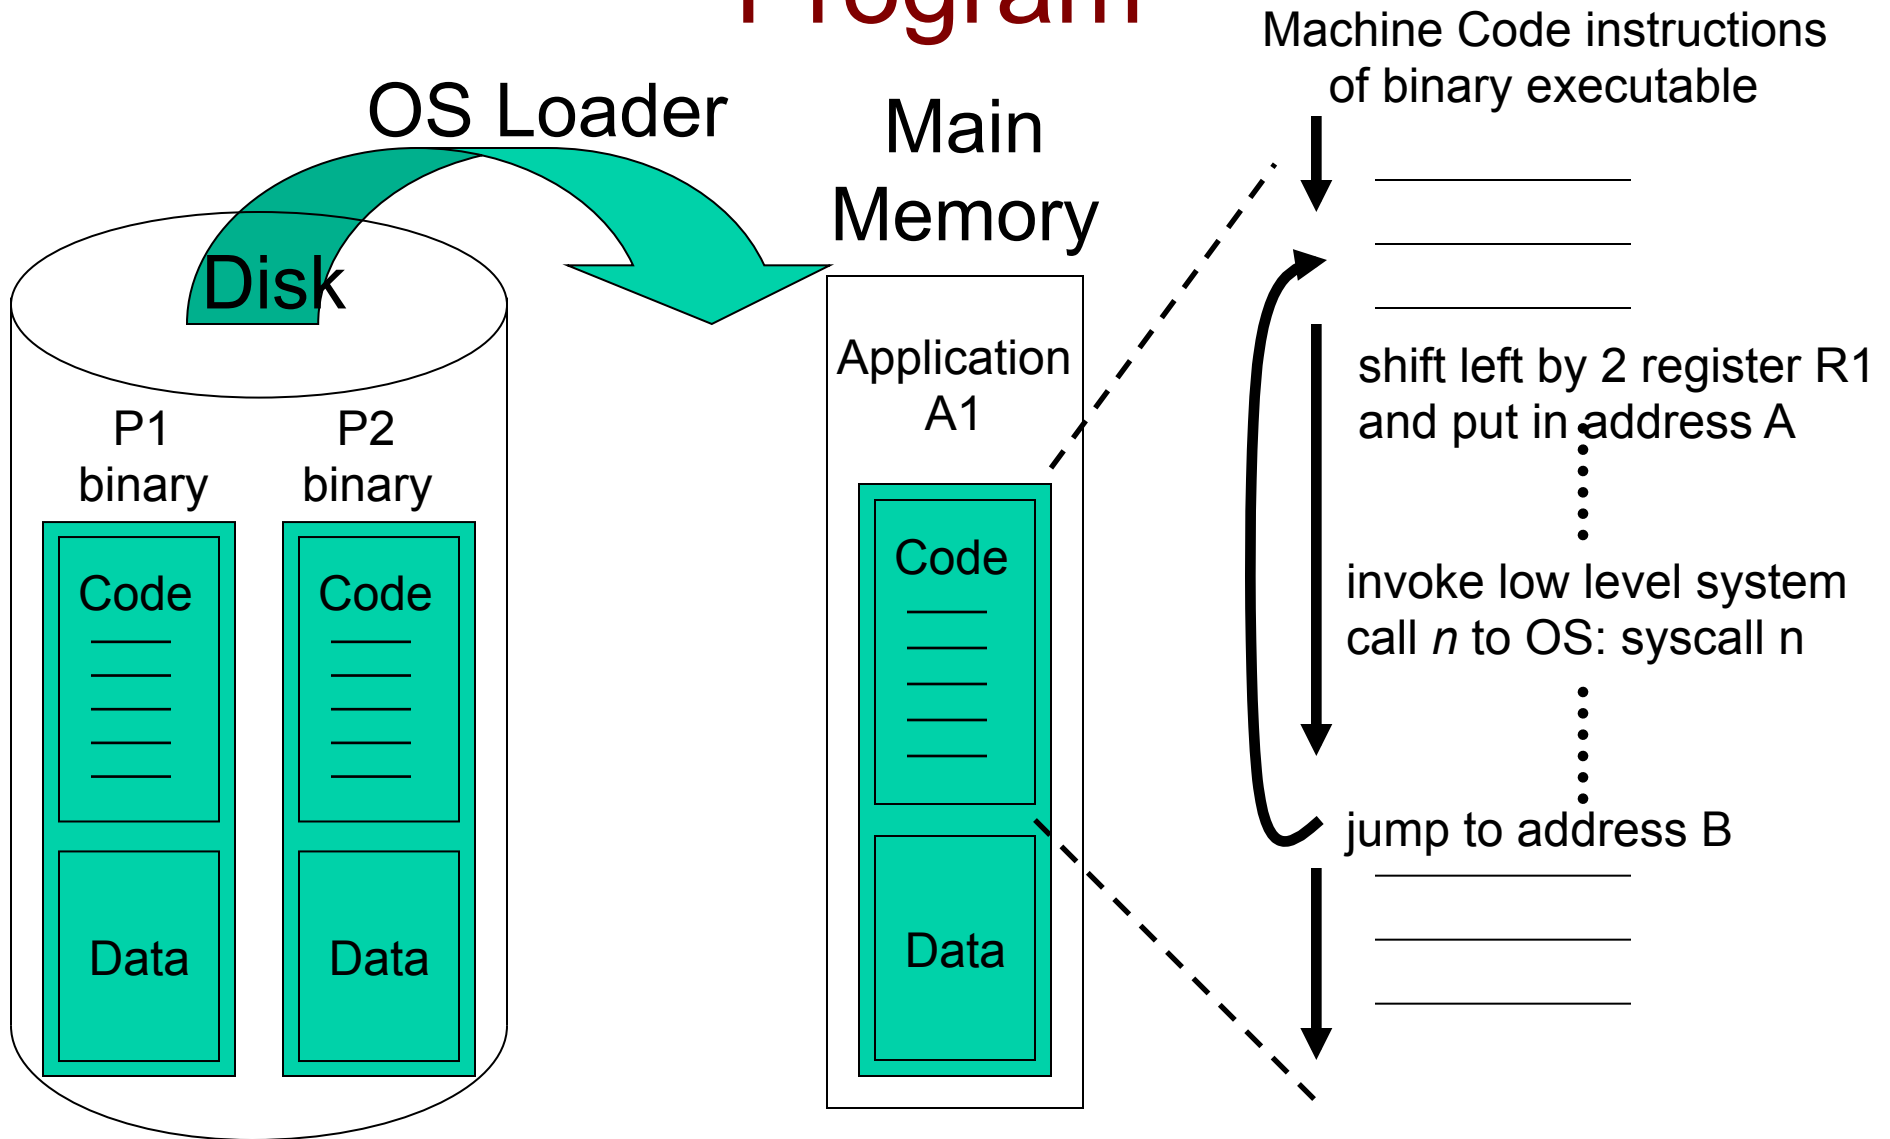 Program
Machine Code instructions
of binary executable
OS Loader
Main
Memory
Disk
Application
A1
shift left by 2 register R1
and put in address A
P1
binary
P2
binary
Code
Code
Code
invoke low level system
call n to OS: syscall n
jump to address B
Data
Data
Data